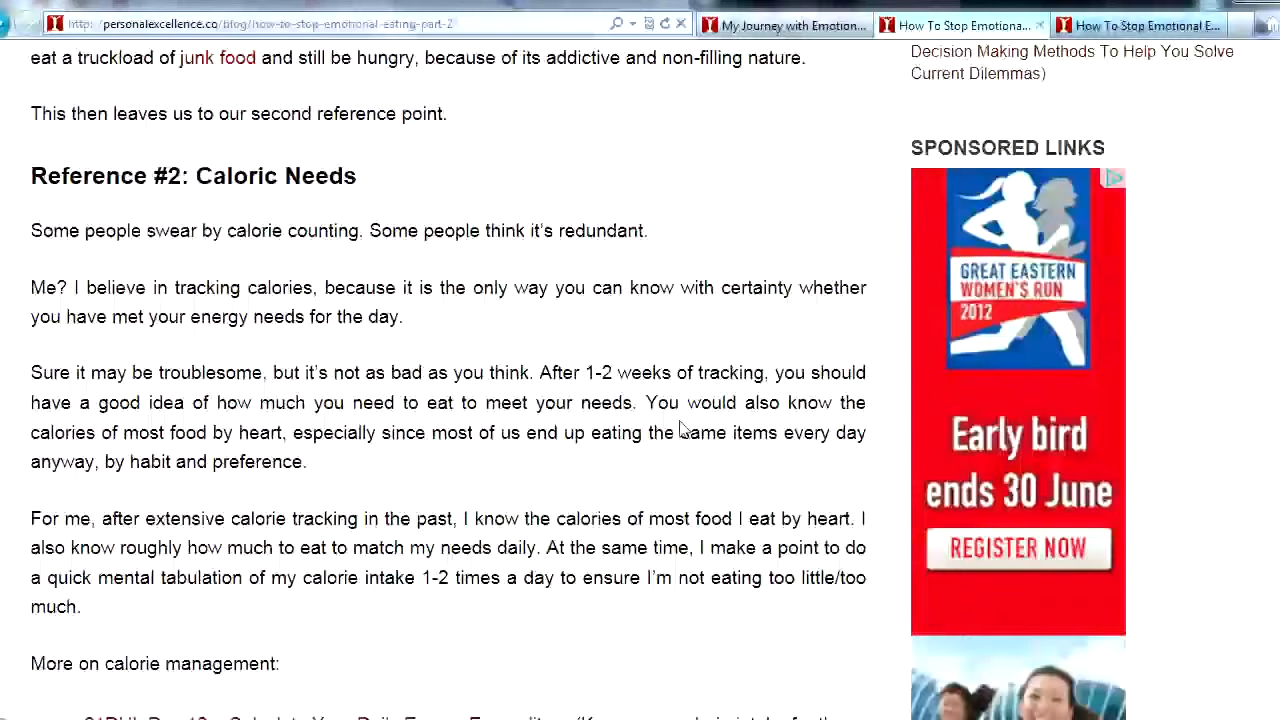 http://personalexcellence.co/blog/how-to-stop-emotional-eating-part-2
My Journey with Emotion...
How To Stop Emotiona...
How To Stop Emotional E...
eat a truckload of junk food and still be hungry, because of its addictive and non-filling nature.
This then leaves us to our second reference point.
Reference #2: Caloric Needs
Some people swear by calorie counting. Some people think it's redundant.
Me? I believe in tracking calories, because it is the only way you can know with certainty whether
you have met your energy needs for the day.
Sure it may be troublesome, but it's not as bad as you think. After 1-2 weeks of tracking, you should
have a good idea of how much you need to eat to meet your needs. You would also know the
calories of most food by heart, especially since most of us end up eating the same items every day
anyway, by habit and preference.
For me, after extensive calorie tracking in the past, I know the calories of most food I eat by heart. I
also know roughly how much to eat to match my needs daily. At the same time, I make a point to do
a quick mental tabulation of my calorie intake 1-2 times a day to ensure I'm not eating too little/too
much.
More on calorie management:
Decision Making Methods To Help You Solve
Current Dilemmas)
SPONSORED LINKS
GREAT EASTERN
WOMEN'S RUN
2012
Early bird
ends 30 June
REGISTER NOW